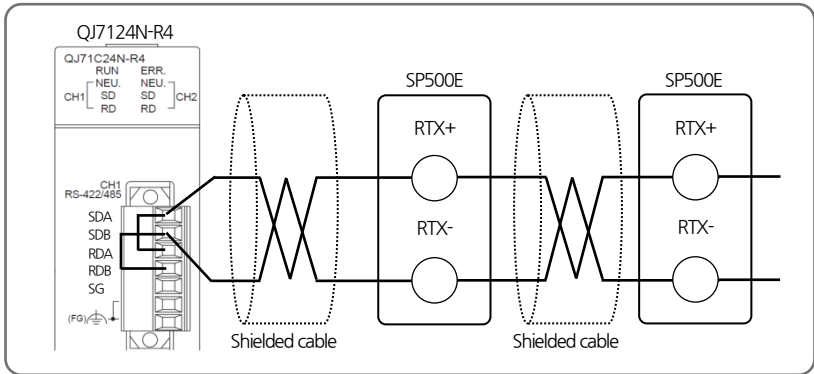 QJ7124N-R4
QJ71C24N-R4
RUN ERR.
NEU. NEU.
CH1 SD SD CH2
RD RD
CH1
RS-422/485
SDA
SDB
RDA
RDB
SG
(FG)
Shielded cable
SP500E
RTX+
RTX-
Shielded cable
SP500E
RTX+
RTX-